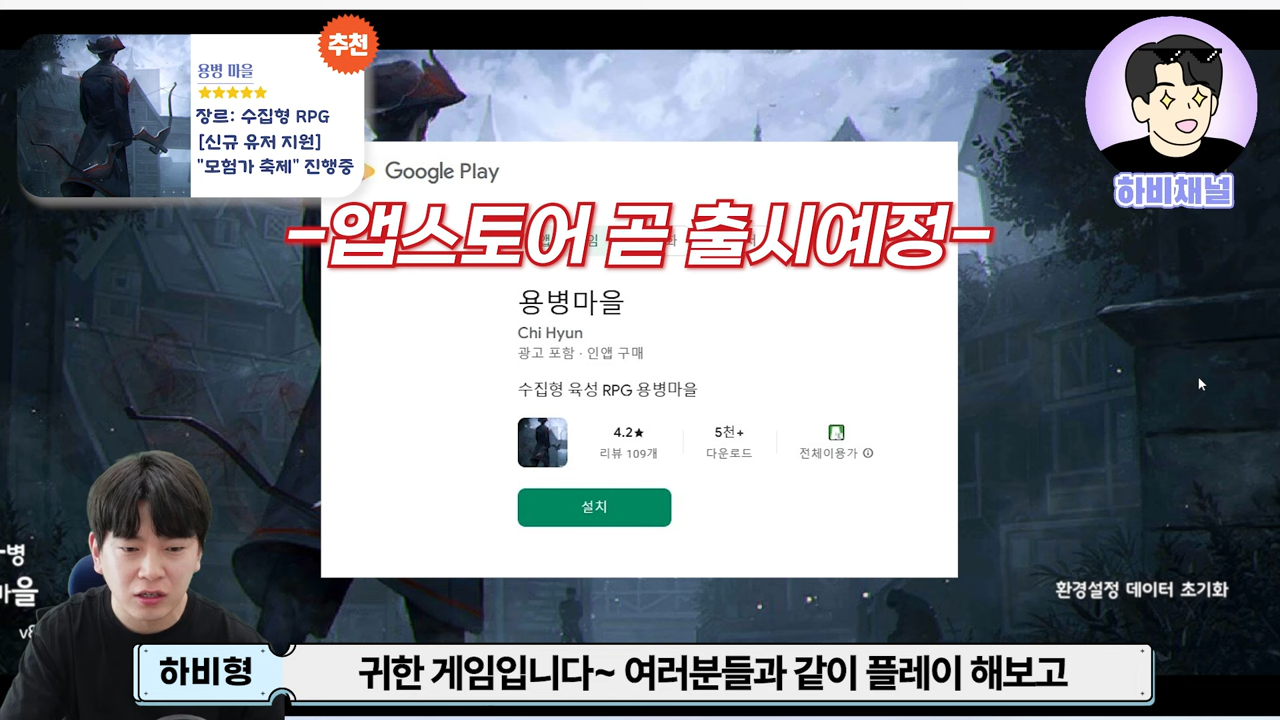 추천
용병 마을
장르: 수집형 RPG
[신규 유저 지원]
"모험가 축제" 진행중
하비채널
Google Play
-앱스토어 곧 출시예정-
용병마을
Chi Hyun
광고 포함 · 인앱 구매
수집형 육성 RPG 용병마을
4.2★
리뷰 109개
5천+
다운로드
전체이용가
설치
환경설정 데이터 초기화
하비형
귀한 게임입니다~ 여러분들과 같이 플레이 해보고